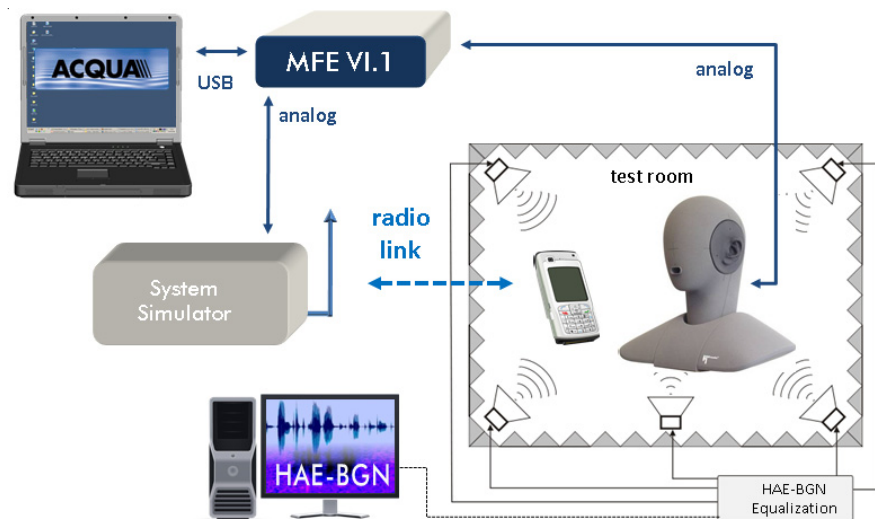 ACQUA
MFE VI.1
USB
analog
analog
test room
radio
link
System
Simulator
HAE-BGN
HAE-BGN
Equalization